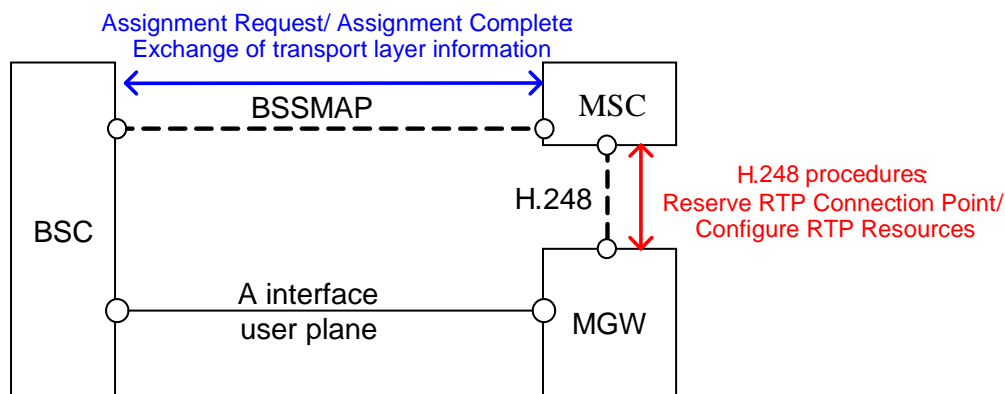 Assignment Request/ Assignment Complete:
Exchange of transport layer information
BSSMAP
MSC
H.248
H.248 procedures:
Reserve RTP Connection Point/
Configure RTP Resources
BSC
A interface
user plane
MGW